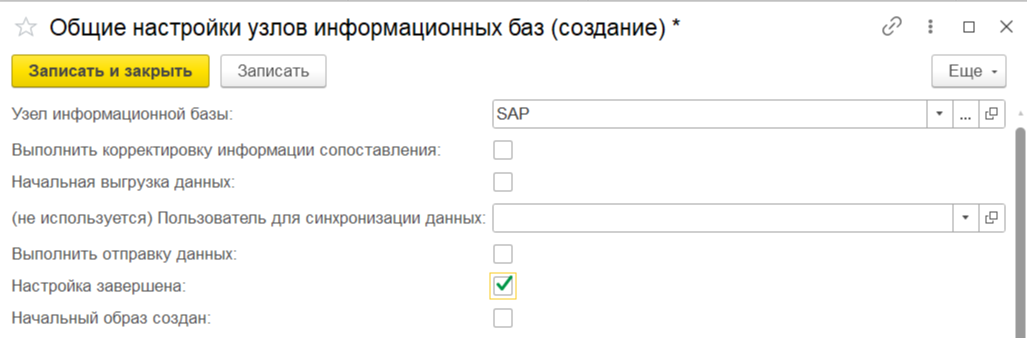 Общие настройки узлов информационных баз (создание) *
Записать и закрыть Записать Еще
Узел информационной базы: SAP ...
Выполнить корректировку информации сопоставления:
Начальная выгрузка данных:
(не используется) Пользователь для синхронизации данных:
Выполнить отправку данных:
Настройка завершена:
Начальный образ создан: